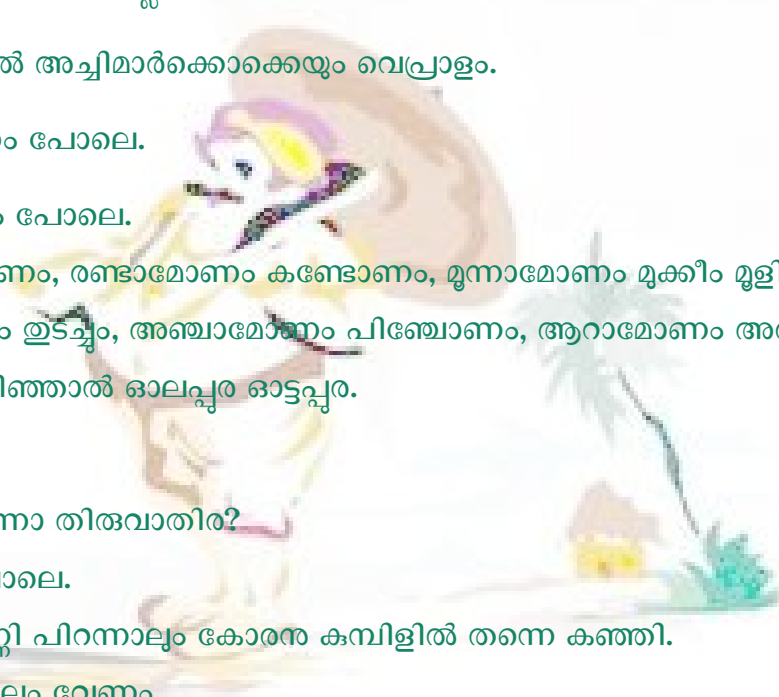 അച്ചിമാർക്കൊക്കെയും വെപ്രാളം.
പോലെ.
പോലെ.
രണ്ടാമോണം കണ്ടോണം, മൂന്നാമോണം മുക്കീം
തുടച്ചും, അഞ്ചാമോണം പിഞ്ചോണം, ആറാമോണം
ഓലപ്പുര ഓട്ടപ്പുര.
തിരുവാതിര?
പിറന്നാലും കോരനു കുമ്പിളിൽ തന്നെ കഞ്ഞി.
വേണം